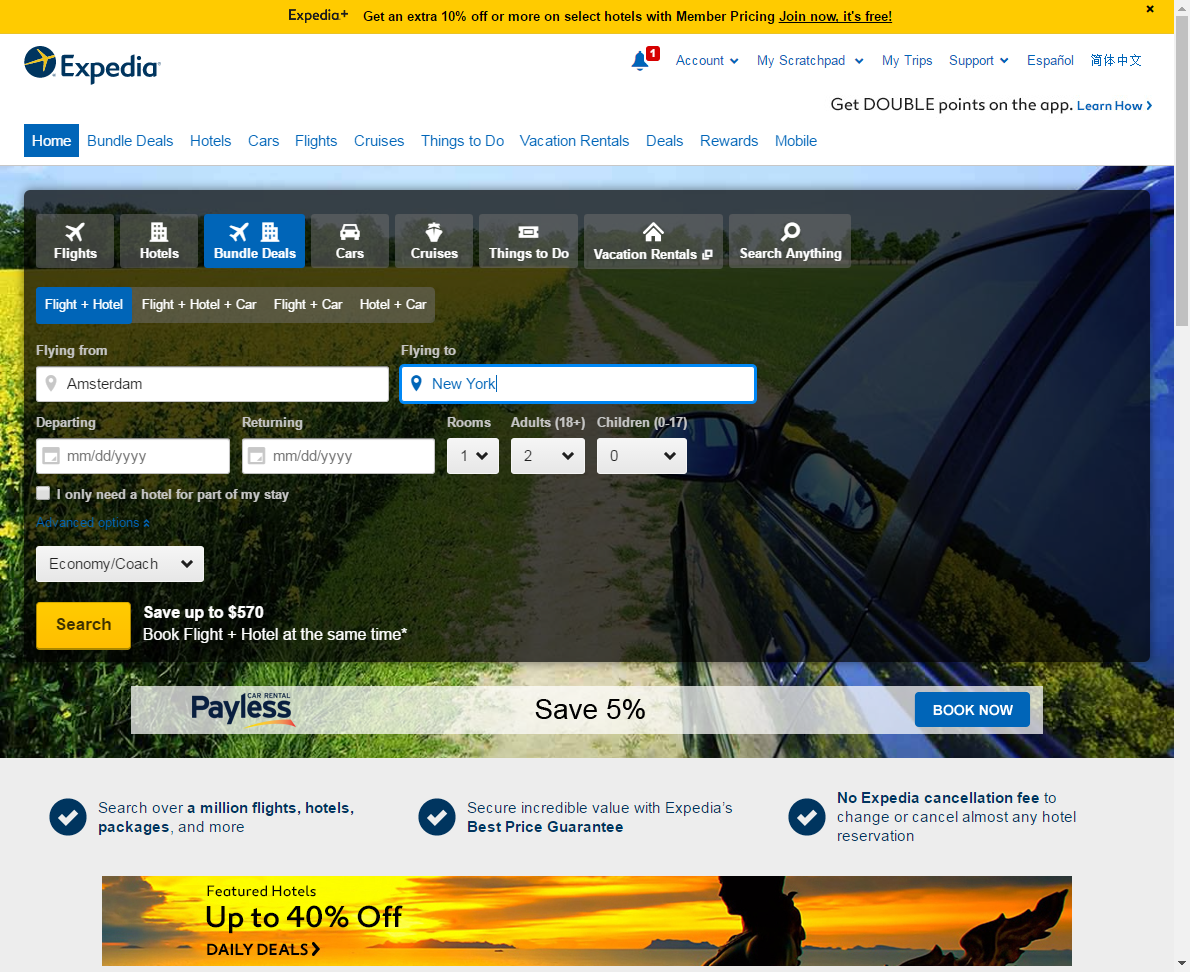 Expedia+ Get an extra 10% off or more on select hotels with Member Pricing Join now, it's free!
Expedia
1 Account My Scratchpad My Trips Support Español 简体中文
Get DOUBLE points on the app. Learn How
Home Bundle Deals Hotels Cars Flights Cruises Things to Do Vacation Rentals Deals Rewards Mobile
Flights Hotels Bundle Deals Cars Cruises Things to Do Vacation Rentals Search Anything
Flight + Hotel Flight + Hotel + Car Flight + Car Hotel + Car
Flying from Flying to
Amsterdam New York
Departing Returning Rooms Adults (18+) Children (0-17)
mm/dd/yyyy mm/dd/yyyy 1 2 0
I only need a hotel for part of my stay
Advanced options
Economy/Coach
Search
Save up to $570
Book Flight + Hotel at the same time*
CAR RENTAL
Payless
Save 5%
BOOK NOW
Search over a million flights, hotels,
packages, and more
Secure incredible value with Expedia's
Best Price Guarantee
No Expedia cancellation fee to
change or cancel almost any hotel
reservation
Featured Hotels
Up to 40% Off
DAILY DEALS